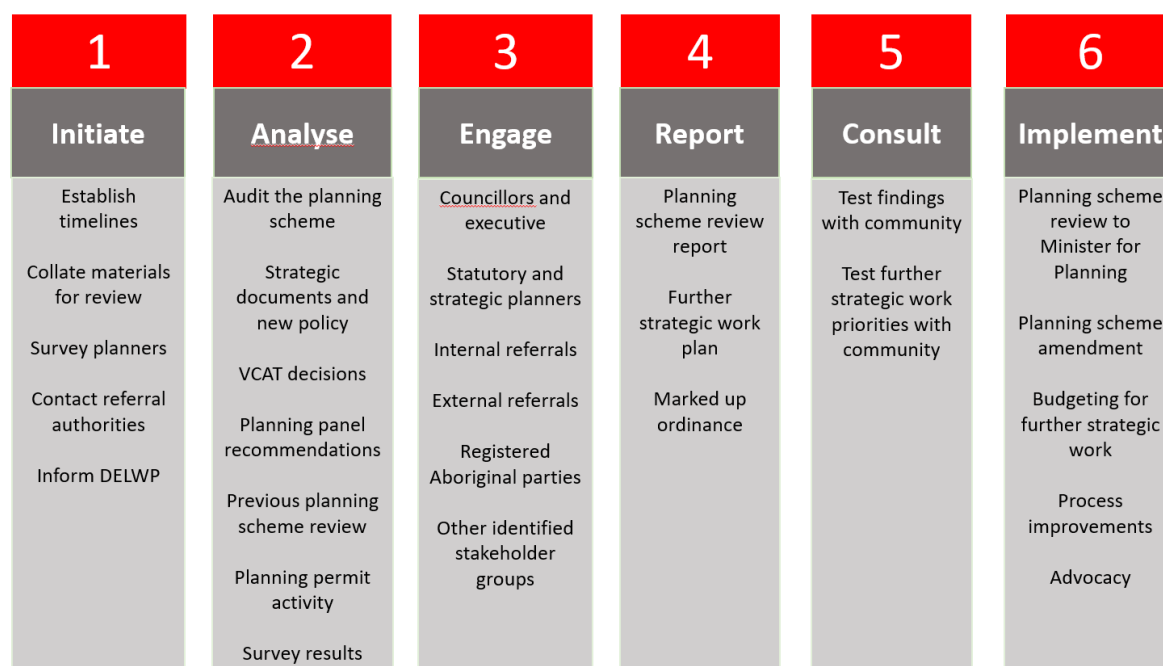 1
Initiate
Establish
timelines
Collate materials
for review
Survey planners
Contact referral
authorities
Inform DELWP
2
Analyse
Audit the planning
scheme
Strategic
documents and
new policy
VCAT decisions
Planning panel
recommendations
Previous planning
scheme review
Planning permit
activity
Survey results
3
Engage
Councillors and
executive
Statutory and
strategic planners
Internal referrals
External referrals
Registered
Aboriginal parties
Other identified
stakeholder
groups
4
Report
Planning
scheme review
report
Further
strategic work
plan
Marked up
ordinance
5
Consult
Test findings
with community
Test further
strategic work
priorities with
community
6
Implement
Planning scheme
review to
Minister for
Planning
Planning scheme
amendment
Budgeting for
further strategic
work
Process
improvements
Advocacy